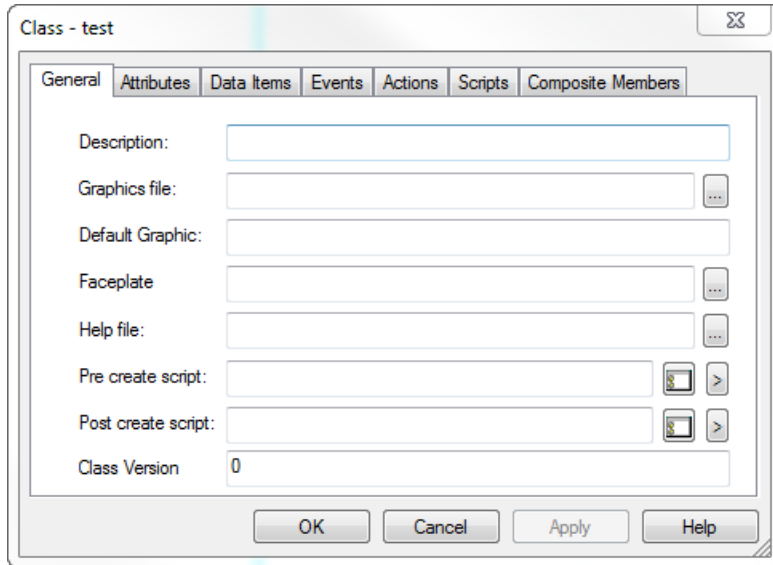 Class - test
General Attributes Data Items Events Actions Scripts Composite Members
Description:
Graphics file: ...
Default Graphic:
Faceplate ...
Help file: ...
Pre create script: >
Post create script: >
Class Version 0
OK Cancel Apply Help